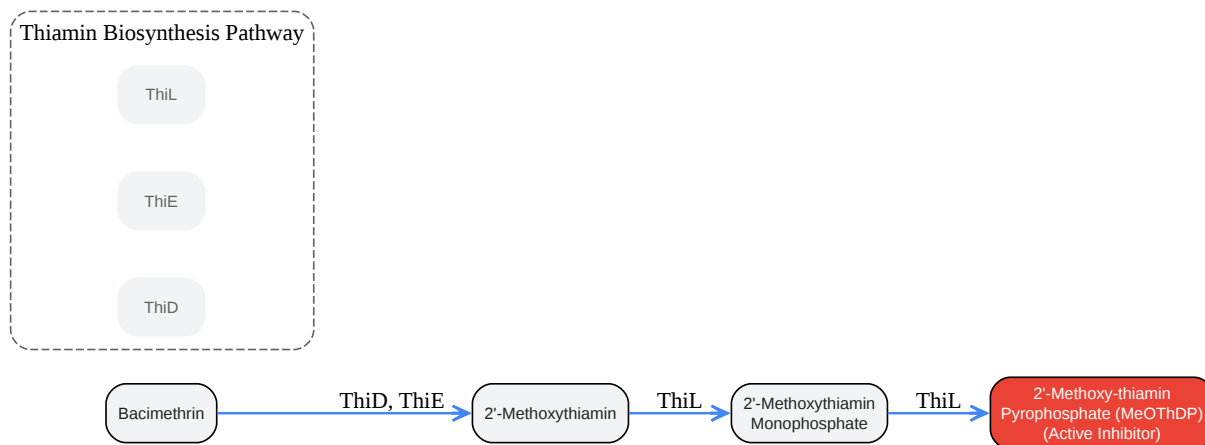 Thiamin Biosynthesis Pathway
ThiL
ThiE
ThiD
Bacimethrin
ThiD, ThiE
2'-Methoxythiamin
ThiL
2'-Methoxythiamin
Monophosphate
ThiL
2'-Methoxy-thiamin
Pyrophosphate (MeOThDP)
(Active Inhibitor)